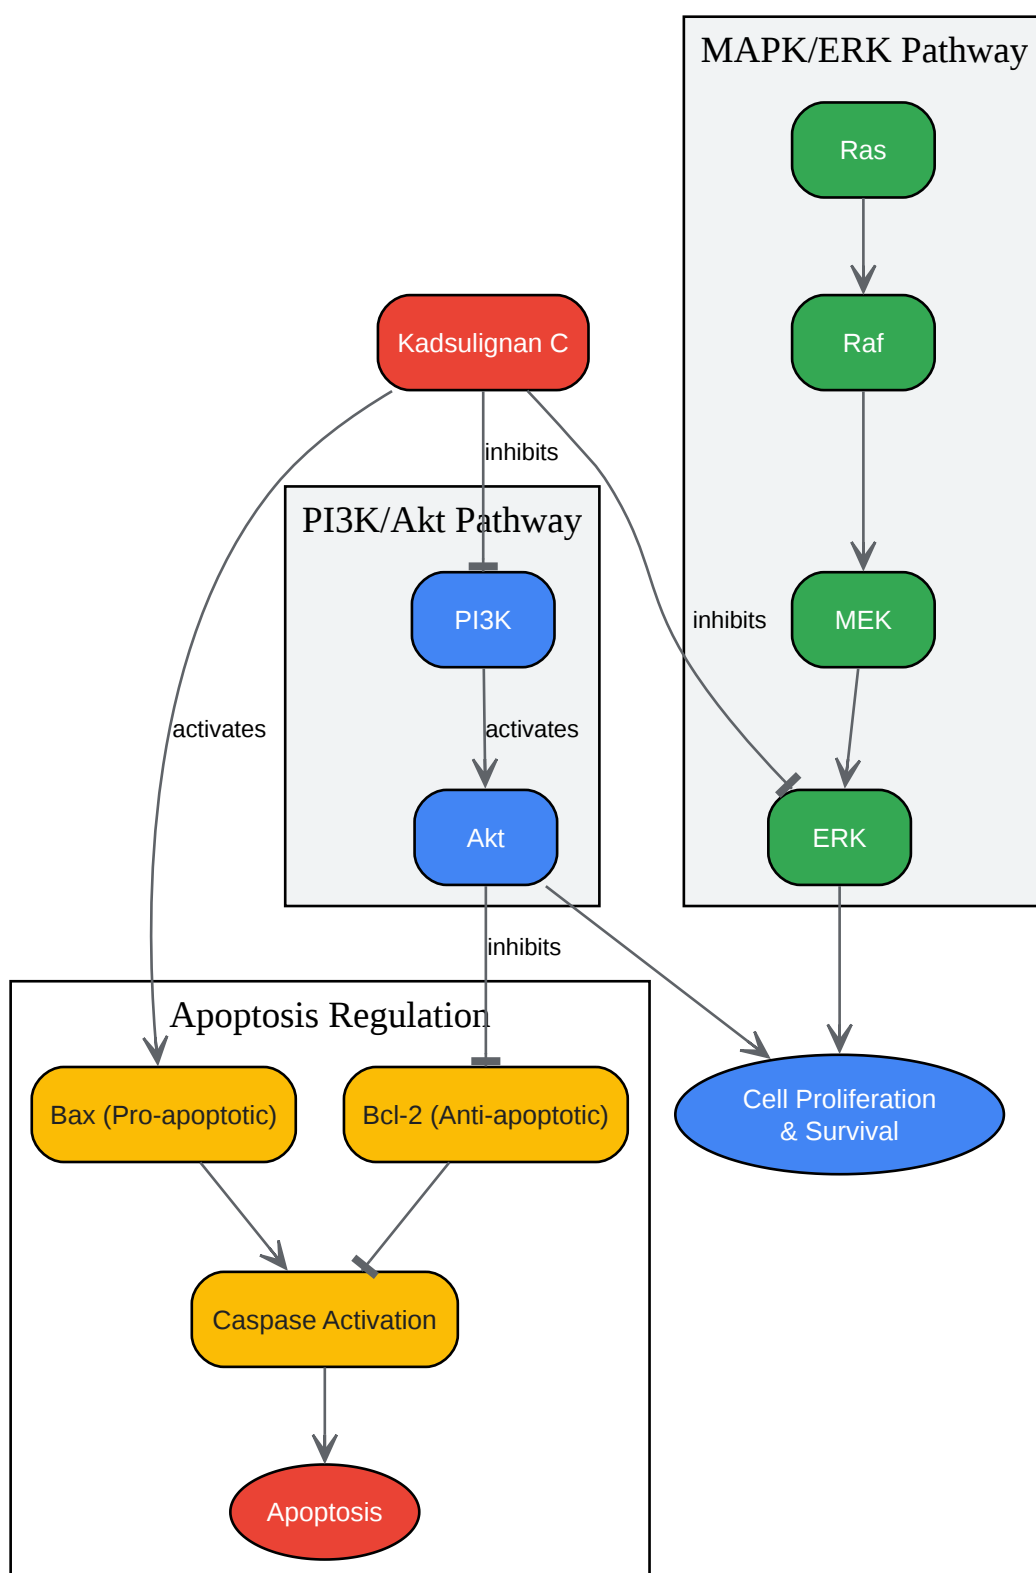 MAPK/ERK Pathway
Ras
Raf
Kadsulignan C
inhibits
PI3K/Akt Pathway
PI3K
inhibits
MEK
activates
activates
Akt
ERK
inhibits
Apoptosis Regulation
Bax (Pro-apoptotic)
Bcl-2 (Anti-apoptotic)
Cell Proliferation
& Survival
Caspase Activation
Apoptosis